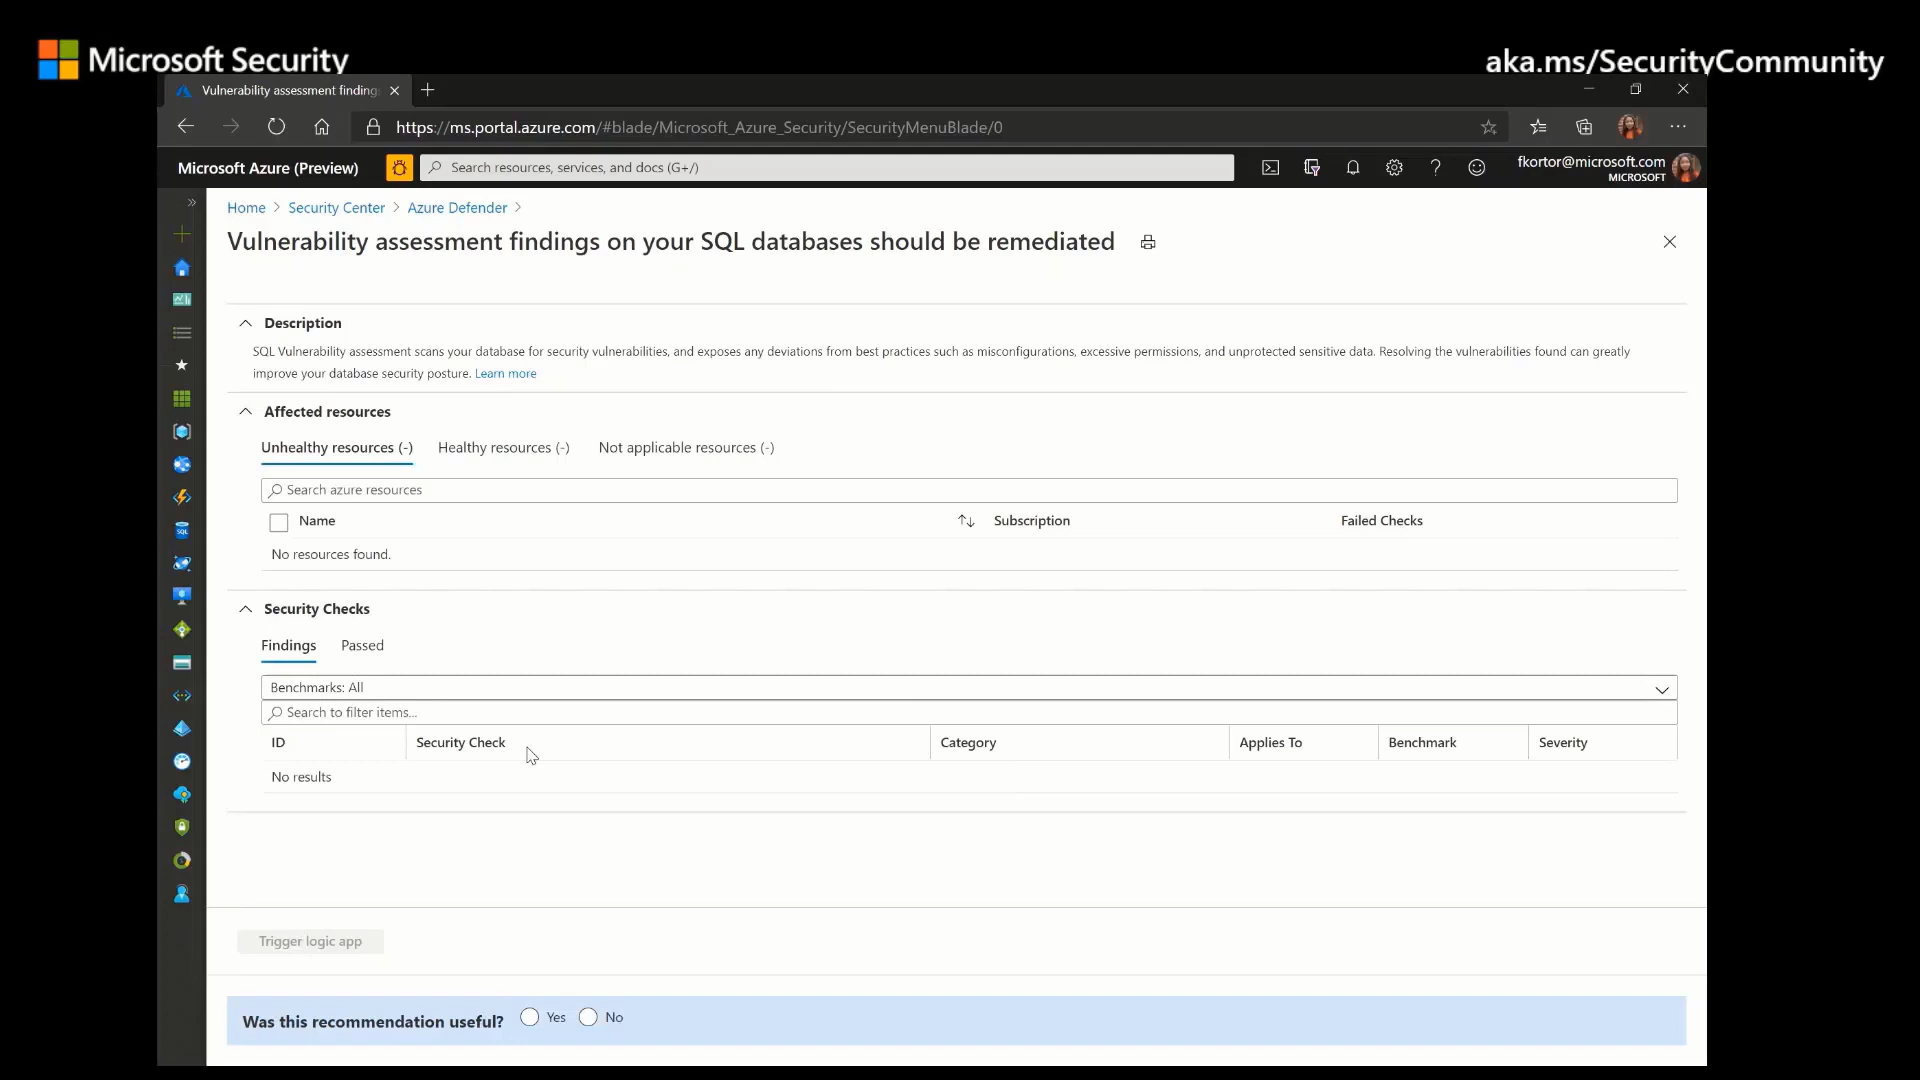 Microsoft Security
aka.ms/SecurityCommunity
Vulnerability assessment finding
https://ms.portal.azure.com/#blade/Microsoft_Azure_Security/SecurityMenuBlade/0
Microsoft Azure (Preview)
Search resources, services, and docs (G+/)
fkortor@microsoft.com
MICROSOFT
Home > Security Center > Azure Defender >
Vulnerability assessment findings on your SQL databases should be remediated
Description
SQL Vulnerability assessment scans your database for security vulnerabilities, and exposes any deviations from best practices such as misconfigurations, excessive permissions, and unprotected sensitive data. Resolving the vulnerabilities found can greatly
improve your database security posture. Learn more
Affected resources
Unhealthy resources (-) Healthy resources (-) Not applicable resources (-)
Search azure resources
Name Subscription Failed Checks
No resources found.
Security Checks
Findings Passed
Benchmarks: All
Search to filter items...
ID Security Check Category Applies To Benchmark Severity
No results
Trigger logic app
Was this recommendation useful? Yes No